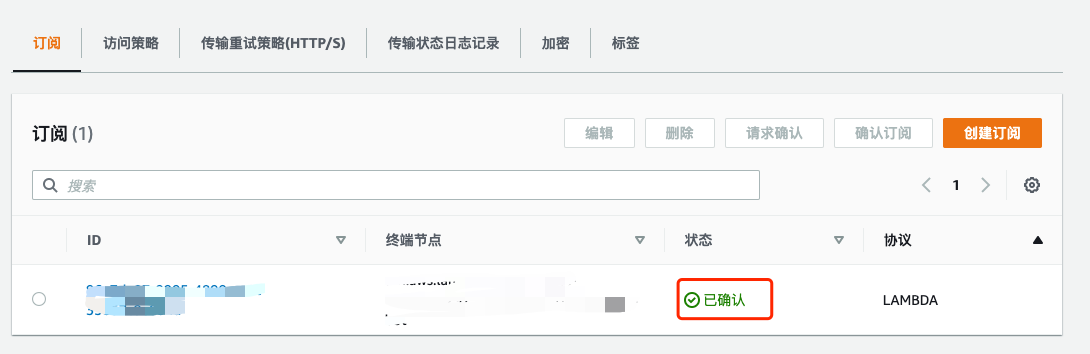 订阅 访问策略 传输重试策略(HTTP/S) 传输状态日志记录 加密 标签
订阅 (1) 编辑 删除 请求确认 确认订阅 创建订阅
搜索 1
ID 终端节点 状态 协议
已确认 LAMBDA